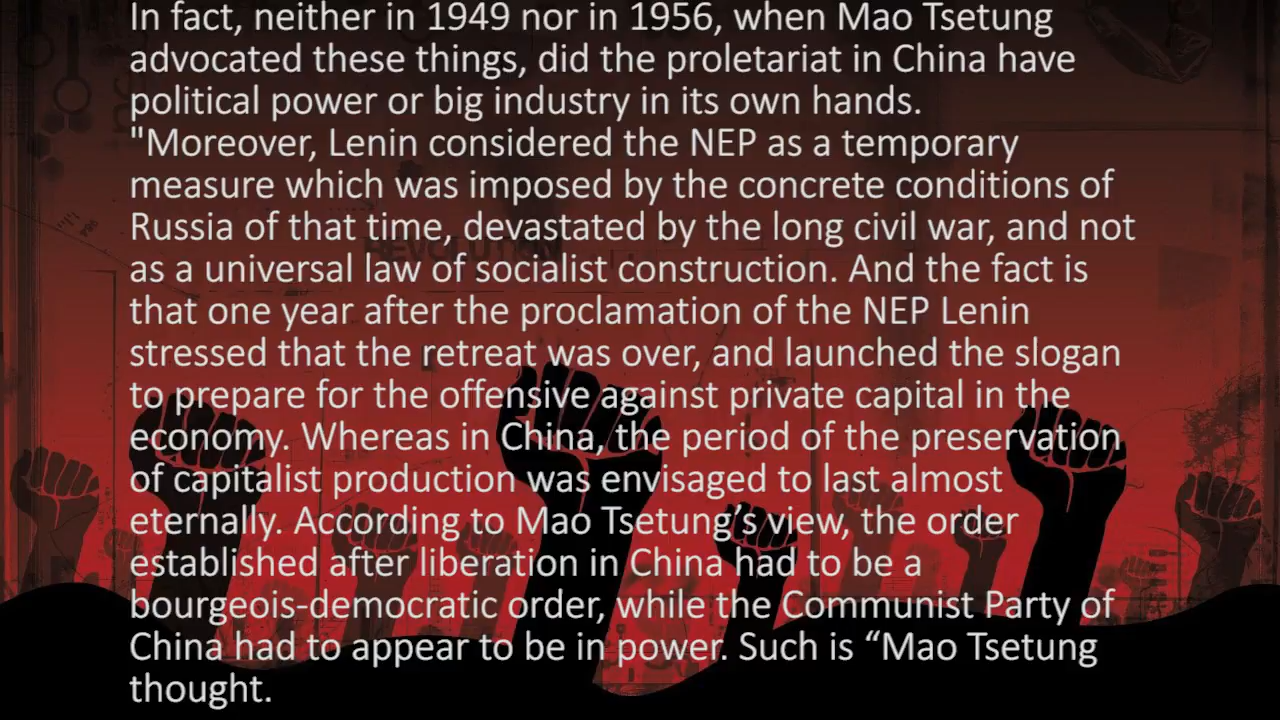 In fact, neither in 1949 nor in 1956, when Mao Tsetung
advocated these things, did the proletariat in China have
political power or big industry in its own hands.
"Moreover, Lenin considered the NEP as a temporary
measure which was imposed by the concrete conditions of
Russia of that time, devastated by the long civil war, and not
as a universal law of socialist construction. And the fact is
that one year after the proclamation of the NEP Lenin
stressed that the retreat was over, and launched the slogan
to prepare for the offensive against private capital in the
economy. Whereas in China, the period of the preservation
of capitalist production was envisaged to last almost
eternally. According to Mao Tsetung’s view, the order
established after liberation in China had to be a
bourgeois-democratic order, while the Communist Party of
China had to appear to be in power. Such is “Mao Tsetung
thought.